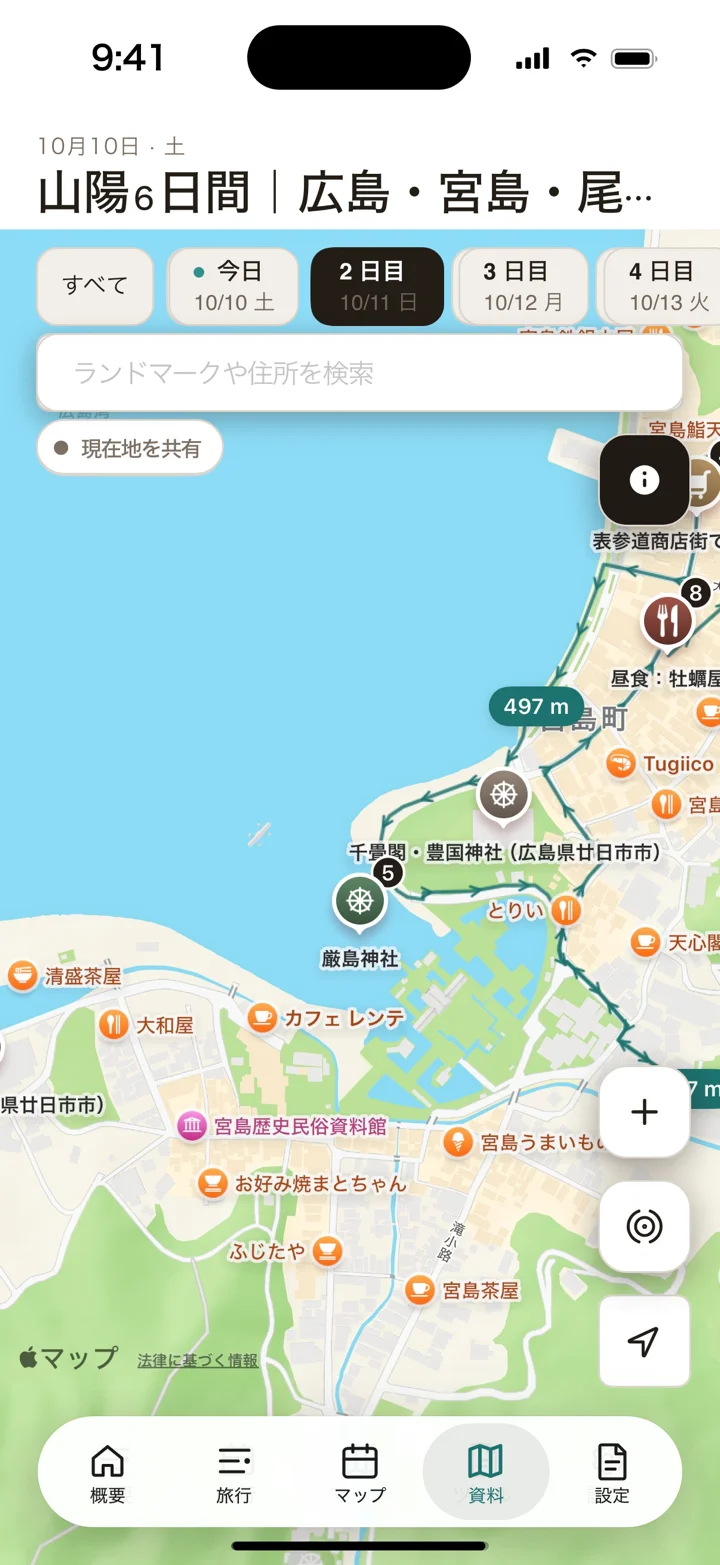 9:41
10月10日 · 土
山陽6日間｜広島・宮島・尾…
すべて
今日
10/10 土
2 日目
10/11 日
3 日目
10/12 月
4 日目
10/13 火
ランドマークや住所を検索
現在地を共有
宮島鮨天
表参道商店街で
8
昼食：牡蠣屋
497 m
島町
Tugiico
宮島
千畳閣・豊国神社（広島県廿日市市）
5
とりい
厳島神社
天心閣
清盛茶屋
大和屋
カフェ レンテ
7 m
県廿日市市）
宮島歴史民俗資料館
宮島うまいもの
お好み焼まとちゃん
滝小路
ふじたや
宮島茶屋
マップ
法律に基づく情報
概要
旅行
マップ
資料
設定